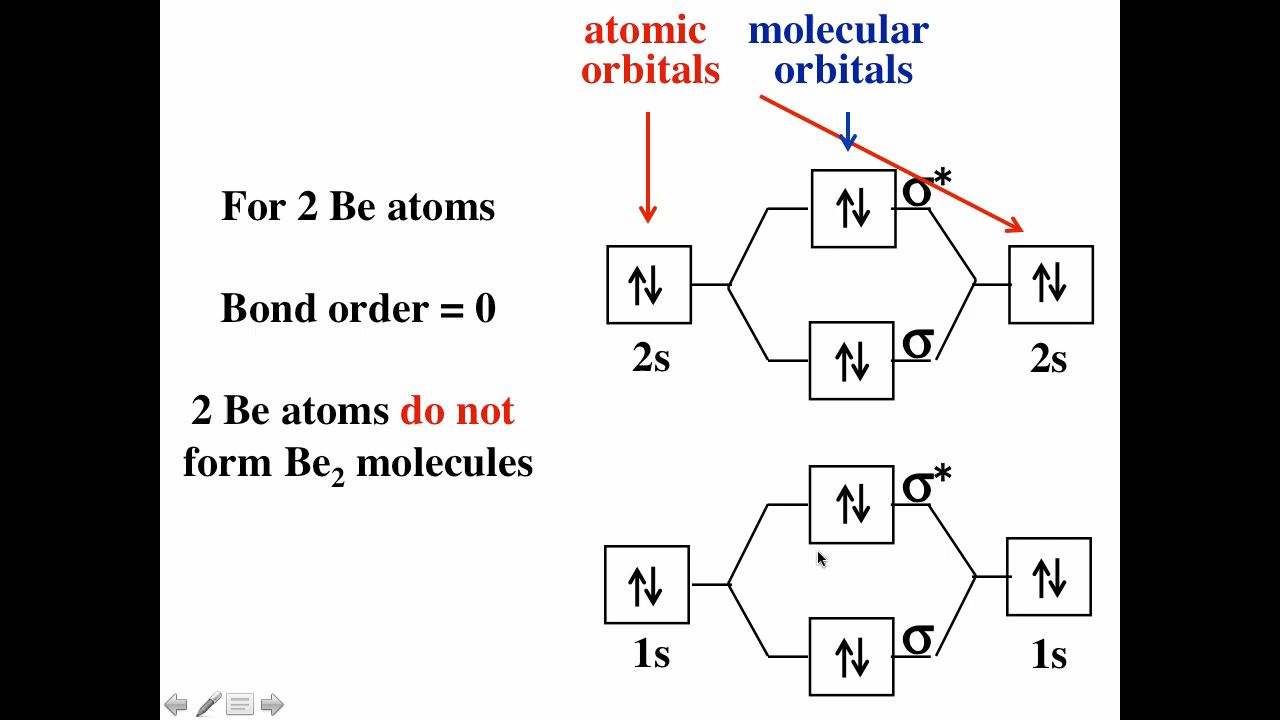 atomic molecular
orbitals orbitals
For 2 Be atoms
Bond order = 0
2 Be atoms do not
form Be₂ molecules
σ*
2s σ 2s
σ*
1s σ 1s